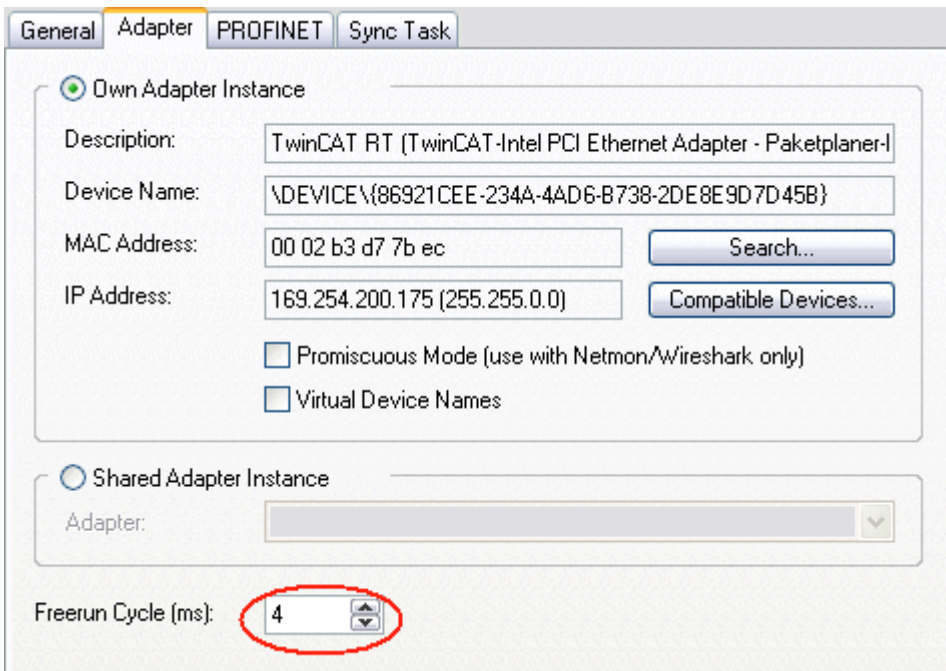 General Adapter PROFINET Sync Task
Own Adapter Instance
Description: TwinCAT RT (TwinCAT-Intel PCI Ethernet Adapter - Paketplaner-
Device Name: \DEVICE\{86921CEE-234A-4AD6-B738-2DE8E9D7D45B}
MAC Address: 00 02 b3 d7 7b ec Search...
IP Address: 169.254.200.175 (255.255.0.0) Compatible Devices...
Promiscuous Mode (use with Netmon/Wireshark only)
Virtual Device Names
Shared Adapter Instance
Adapter:
Freerun Cycle (ms): 4